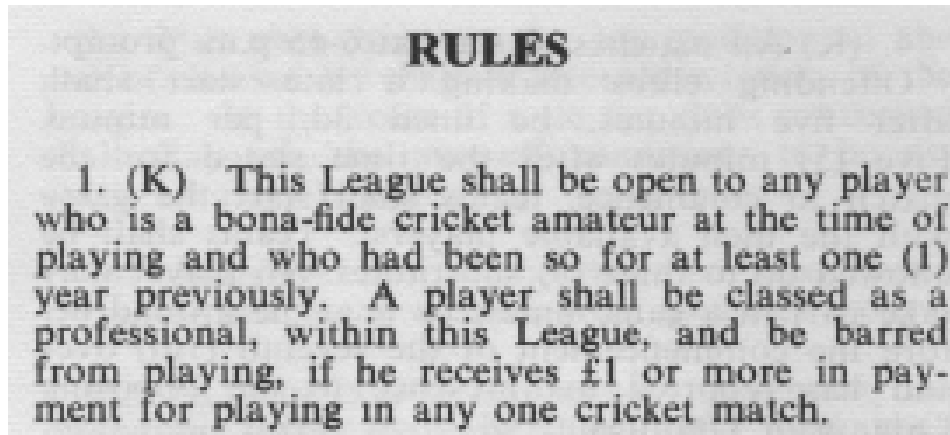 RULES
1. (K) This League shall be open to any player
who is a bona-fide cricket amateur at the time of
playing and who had been so for at least one (1)
year previously. A player shall be classed as a
professional, within this League, and be barred
from playing, if he receives £1 or more in pay-
ment for playing in any one cricket match.